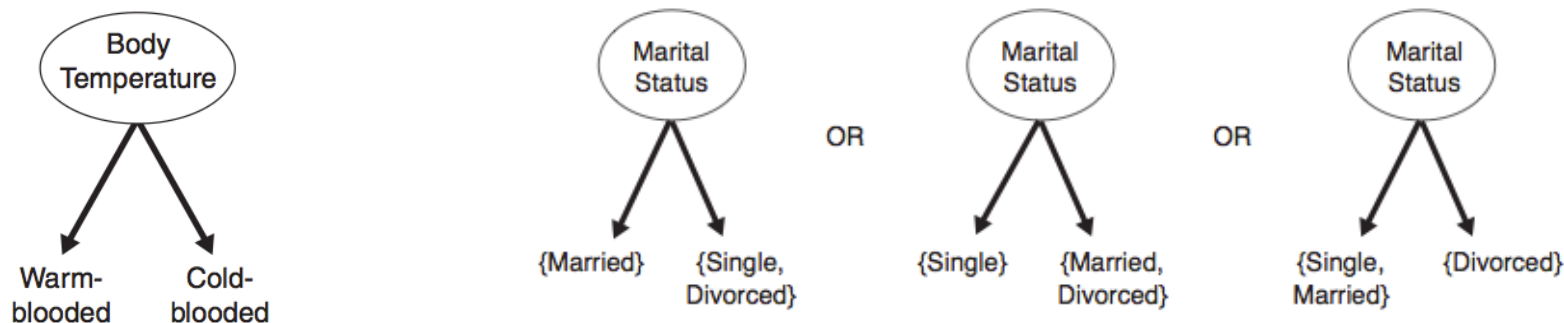 Body
Temperature
Warm-
blooded
Cold-
blooded
Marital
Status
{Married}
{Single,
Divorced}
OR
Marital
Status
{Single}
{Married,
Divorced}
OR
Marital
Status
{Single,
Married}
{Divorced}